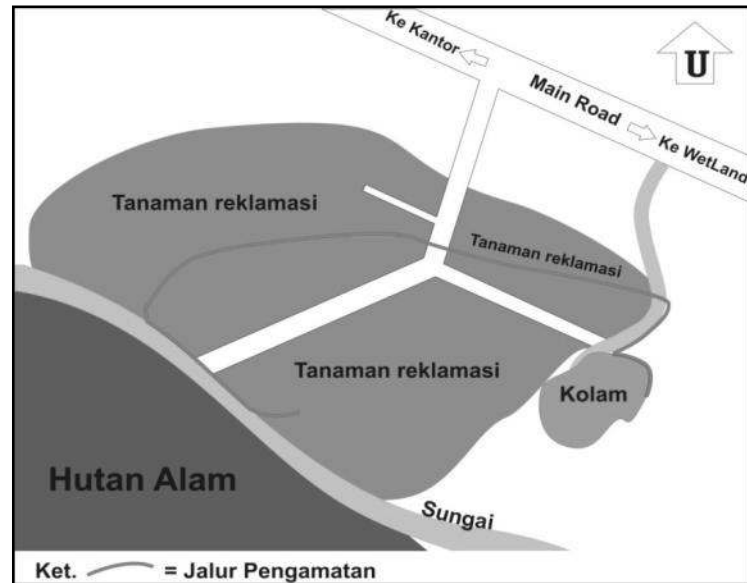 Ke Kantor
U
Main Road
Ke WetLand
Tanaman reklamasi
Tanaman reklamasi
Tanaman reklamasi
Kolam
Hutan Alam
Sungai
Ket. = Jalur Pengamatan